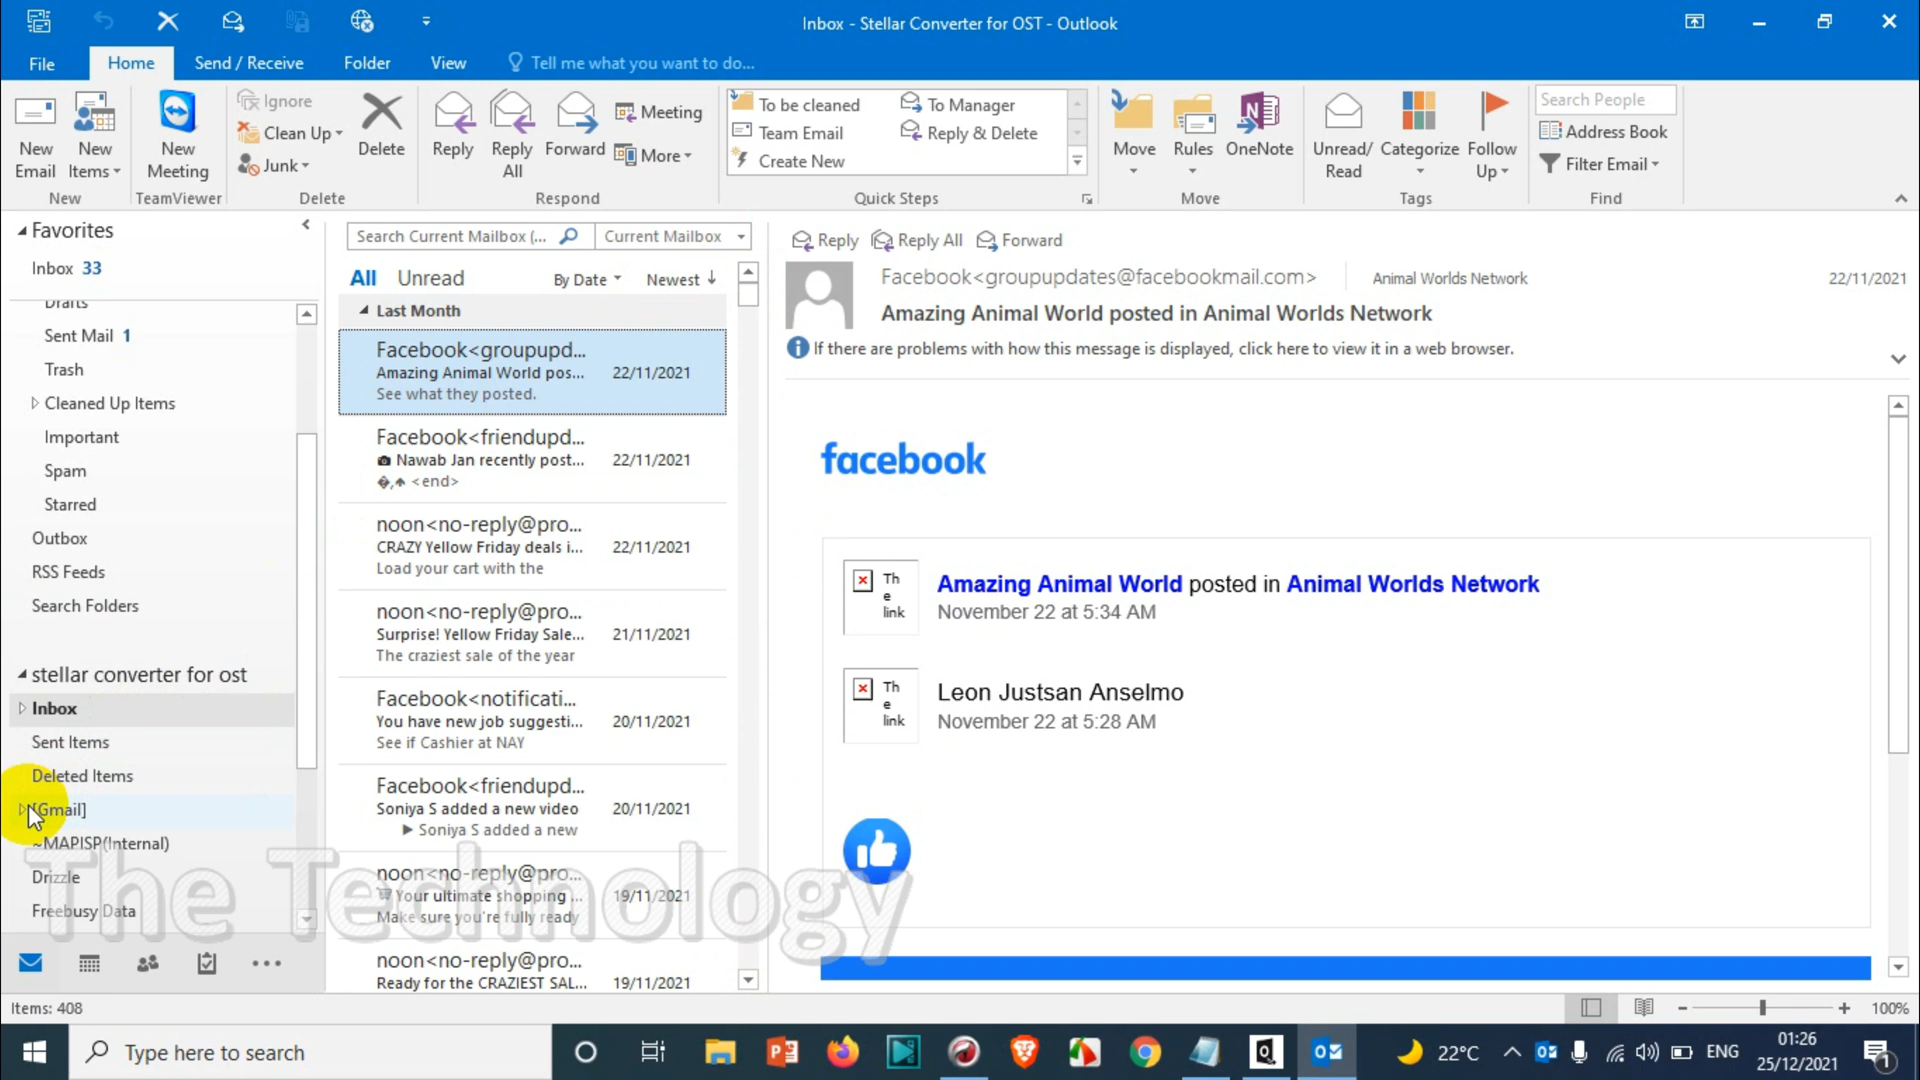 Inbox - Stellar Converter for OST - Outlook
File
Home
Send / Receive
Folder
View
Tell me what you want to do...
New Email
New Items
New
New Meeting
TeamViewer
Ignore
Clean Up
Junk
Delete
Delete
Reply
Reply All
Forward
Meeting
More
Respond
To be cleaned
Team Email
Create New
To Manager
Reply & Delete
Quick Steps
Move
Rules
OneNote
Move
Unread/ Read
Categorize
Follow Up
Tags
Search People
Address Book
Filter Email
Find
Favorites
Inbox 33
Drafts
Sent Mail 1
Trash
Cleaned Up Items
Important
Spam
Starred
Outbox
RSS Feeds
Search Folders
stellar converter for ost
Inbox
Sent Items
Deleted Items
[Gmail]
~MAPISP(Internal)
Drizzle
Freebusy Data
Search Current Mailbox (...
Current Mailbox
All
Unread
By Date
Newest ↓
Last Month
Facebook<groupupd...
Amazing Animal World pos... 22/11/2021
See what they posted.
Facebook<friendupd...
Nawab Jan recently post... 22/11/2021
<end>
noon<no-reply@pro...
CRAZY Yellow Friday deals i... 22/11/2021
Load your cart with the
noon<no-reply@pro...
Surprise! Yellow Friday Sale... 21/11/2021
The craziest sale of the year
Facebook<notificati...
You have new job suggesti... 20/11/2021
See if Cashier at NAY
Facebook<friendupd...
Soniya S added a new video 20/11/2021
Soniya S added a new
noon<no-reply@pro...
Your ultimate shopping ... 19/11/2021
Make sure you're fully ready
noon<no-reply@pro...
Ready for the CRAZIEST SAL... 19/11/2021
Reply
Reply All
Forward
Facebook<groupupdates@facebookmail.com>
Animal Worlds Network
22/11/2021
Amazing Animal World posted in Animal Worlds Network
If there are problems with how this message is displayed, click here to view it in a web browser.
facebook
The link
Amazing Animal World posted in Animal Worlds Network
November 22 at 5:34 AM
The link
Leon Justsan Anselmo
November 22 at 5:28 AM
The Technology
Items: 408
100%
Type here to search
22°C
ENG
01:26
25/12/2021
1